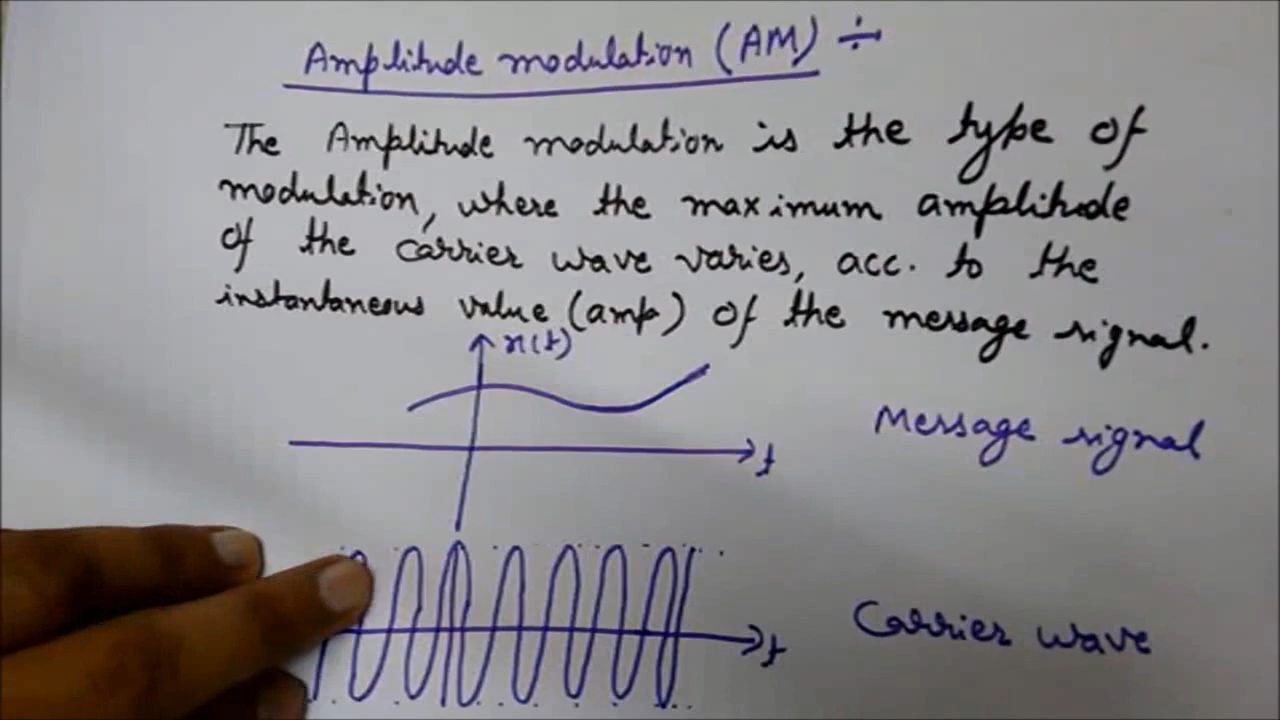 Amplitude modulation (AM) ÷
The Amplitude modulation is the type of
modulation, where the maximum amplitude
of the carrier wave varies, acc. to the
instantaneous value (amp) of the message signal.
x(t)
Message signal
t
Carrier wave
t